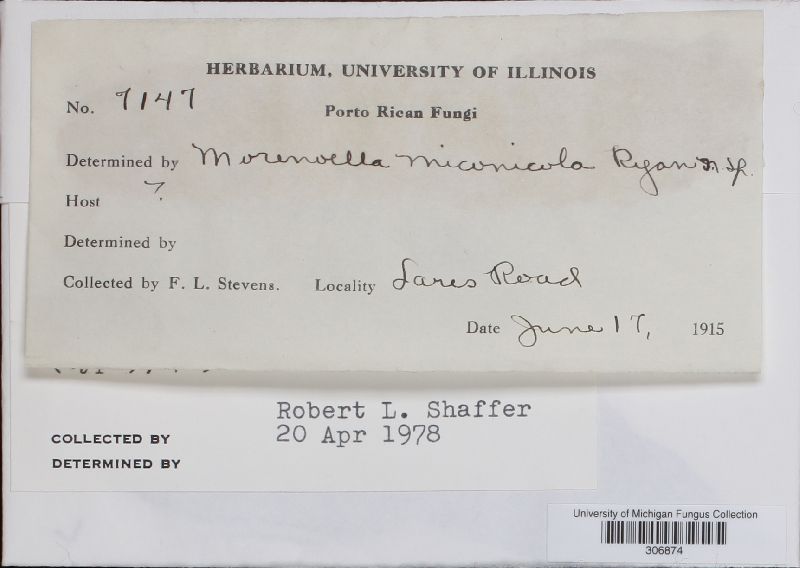 HERBARIUM, UNIVERSITY OF ILLINOIS
No. 7147
Porto Rican Fungi
Determined by Morenoella miconicola Ryan n. sp.
Host ?
Determined by
Collected by F. L. Stevens. Locality Lares Road
Date June 17, 1915
Robert L. Shaffer
20 Apr 1978
COLLECTED BY
DETERMINED BY
University of Michigan Fungus Collection
306874